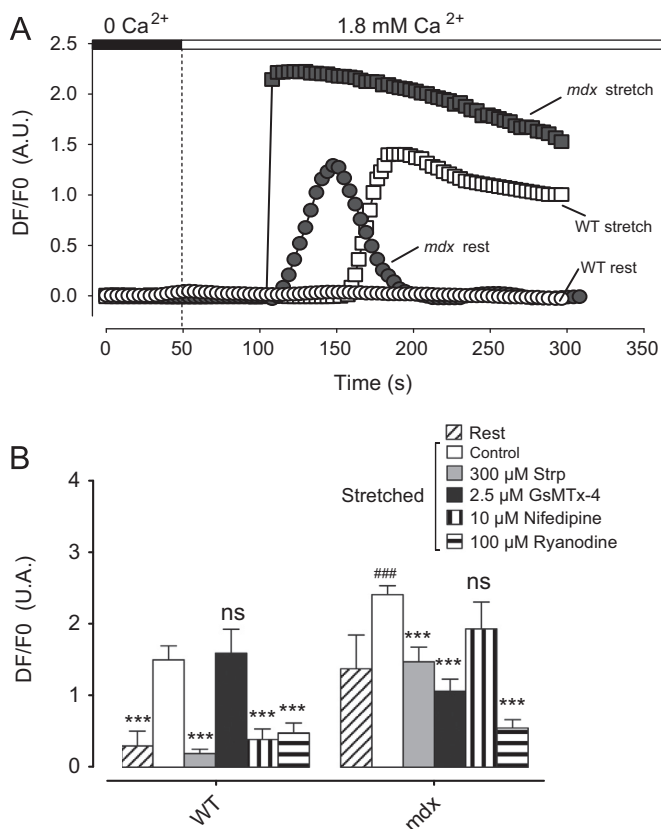 A
0 Ca²⁺
1.8 mM Ca²⁺
2.5
2.0
1.5
1.0
0.5
0.0
DF/F0 (A.U.)
mdx stretch
WT stretch
mdx rest
WT rest
0
50
100
150
200
250
300
350
Time (s)
B
Rest
Control
300 µM Strp
2.5 µM GsMTx-4
10 µM Nifedipine
100 µM Ryanodine
Stretched
4
3
2
1
0
DF/F0 (U.A.)
***
***
ns
***
***
###
***
***
ns
***
WT
mdx